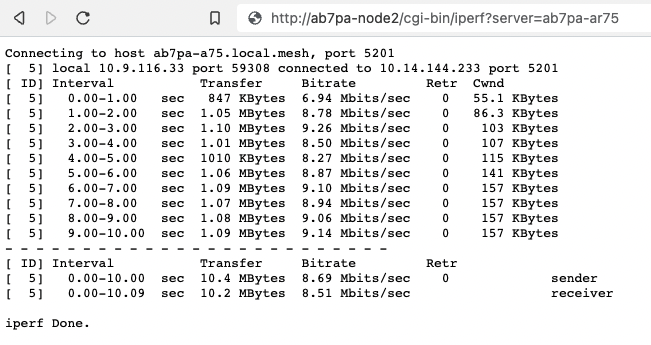 http://ab7pa-node2/cgi-bin/iperf?server=ab7pa-ar75
Connecting to host ab7pa-a75.local.mesh, port 5201
[  5] local 10.9.116.33 port 59308 connected to 10.14.144.233 port 5201
[ ID] Interval           Transfer     Bitrate         Retr  Cwnd
[  5]   0.00-1.00   sec   847 KBytes  6.94 Mbits/sec    0   55.1 KBytes
[  5]   1.00-2.00   sec  1.05 MBytes  8.78 Mbits/sec    0   86.3 KBytes
[  5]   2.00-3.00   sec  1.10 MBytes  9.26 Mbits/sec    0    103 KBytes
[  5]   3.00-4.00   sec  1.01 MBytes  8.50 Mbits/sec    0    107 KBytes
[  5]   4.00-5.00   sec  1010 KBytes  8.27 Mbits/sec    0    115 KBytes
[  5]   5.00-6.00   sec  1.06 MBytes  8.87 Mbits/sec    0    141 KBytes
[  5]   6.00-7.00   sec  1.09 MBytes  9.10 Mbits/sec    0    157 KBytes
[  5]   7.00-8.00   sec  1.07 MBytes  8.94 Mbits/sec    0    157 KBytes
[  5]   8.00-9.00   sec  1.08 MBytes  9.06 Mbits/sec    0    157 KBytes
[  5]   9.00-10.00  sec  1.09 MBytes  9.14 Mbits/sec    0    157 KBytes
- - - - - - - - - - - - - - - - - - - - - - - - -
[ ID] Interval           Transfer     Bitrate         Retr
[  5]   0.00-10.00  sec  10.4 MBytes  8.69 Mbits/sec    0             sender
[  5]   0.00-10.09  sec  10.2 MBytes  8.51 Mbits/sec                  receiver
iperf Done.